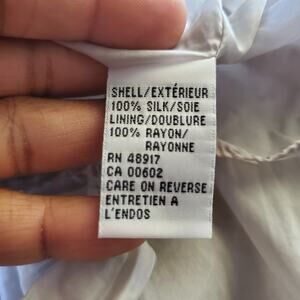 SHELL/EXTÉRIEUR
100% SILK/SOIE
LINING/DOUBLURE
100% RAYON/
RAYONNE
RN 48917
CA 00602
CARE ON REVERSE
ENTRETIEN A
L'ENDOS